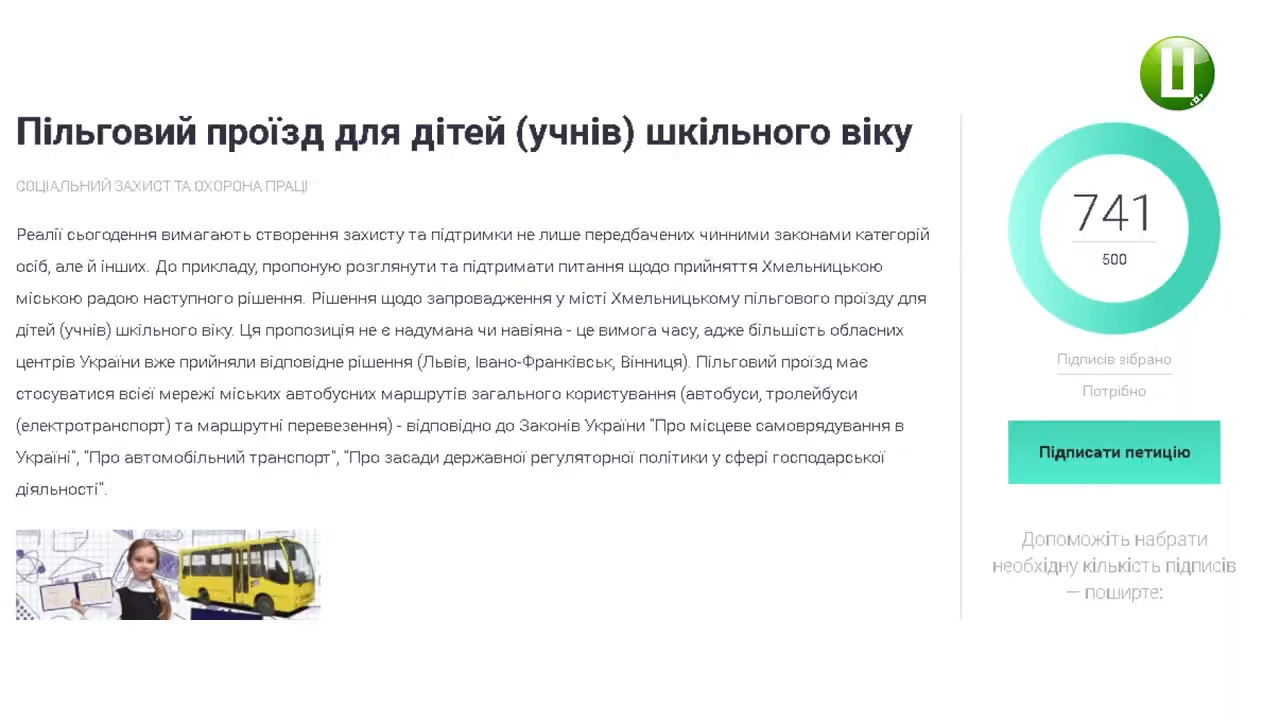 Пільговий проїзд для дітей (учнів) шкільного віку
СОЦІАЛЬНИЙ ЗАХИСТ ТА ОХОРОНА ПРАЦІ
Реалії сьогодення вимагають створення захисту та підтримки не лише передбачених чинними законами категорій
осіб, але й інших. До прикладу, пропоную розглянути та підтримати питання щодо прийняття Хмельницькою
міською радою наступного рішення. Рішення щодо запровадження у місті Хмельницькому пільгового проїзду для
дітей (учнів) шкільного віку. Ця пропозиція не є надумана чи навіяна - це вимога часу, адже більшість обласних
центрів України вже прийняли відповідне рішення (Львів, Івано-Франківськ, Вінниця). Пільговий проїзд має
стосуватися всієї мережі міських автобусних маршрутів загального користування (автобуси, тролейбуси
(електротранспорт) та маршрутні перевезення) - відповідно до Законів України "Про місцеве самоврядування в
Україні", "Про автомобільний транспорт", "Про засади державної регуляторної політики у сфері господарської
діяльності".
Ц
741
500
Підписів зібрано
Потрібно
Підписати петицію
Допоможіть набрати
необхідну кількість підписів
— поширте: